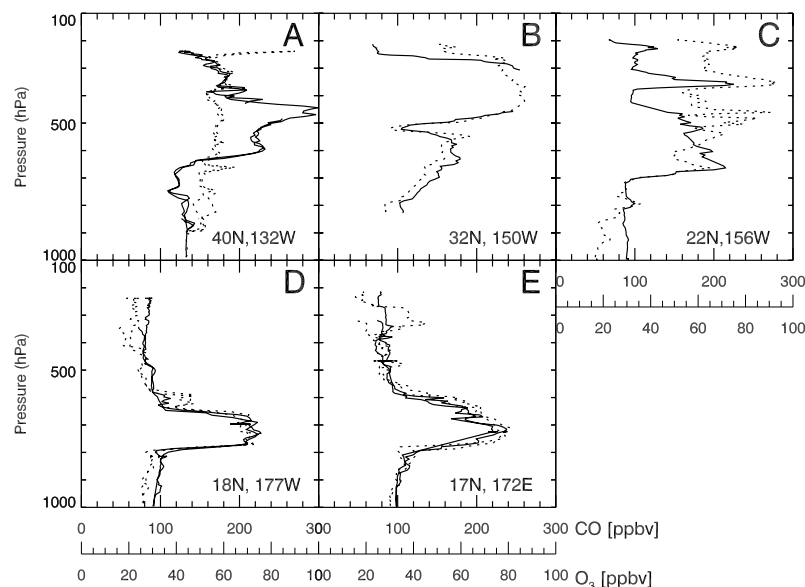 100
A
B
C
Pressure (hPa)
500
40N,132W
32N, 150W
22N,156W
1000
100
D
E
0 100 200 300
0 20 40 60 80 100
Pressure (hPa)
500
18N, 177W
17N, 172E
1000
0 100 200 300 100 200 300 CO [ppbv]
0 20 40 60 80 100 20 40 60 80 100 O3 [ppbv]